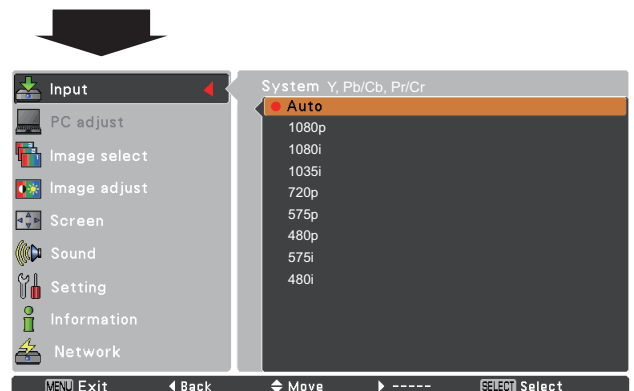 Input
PC adjust
Image select
Image adjust
Screen
Sound
Setting
Information
Network
System Y, Pb/Cb, Pr/Cr
Auto
1080p
1080i
1035i
720p
575p
480p
575i
480i
MENU Exit Back Move ----- SELECT Select